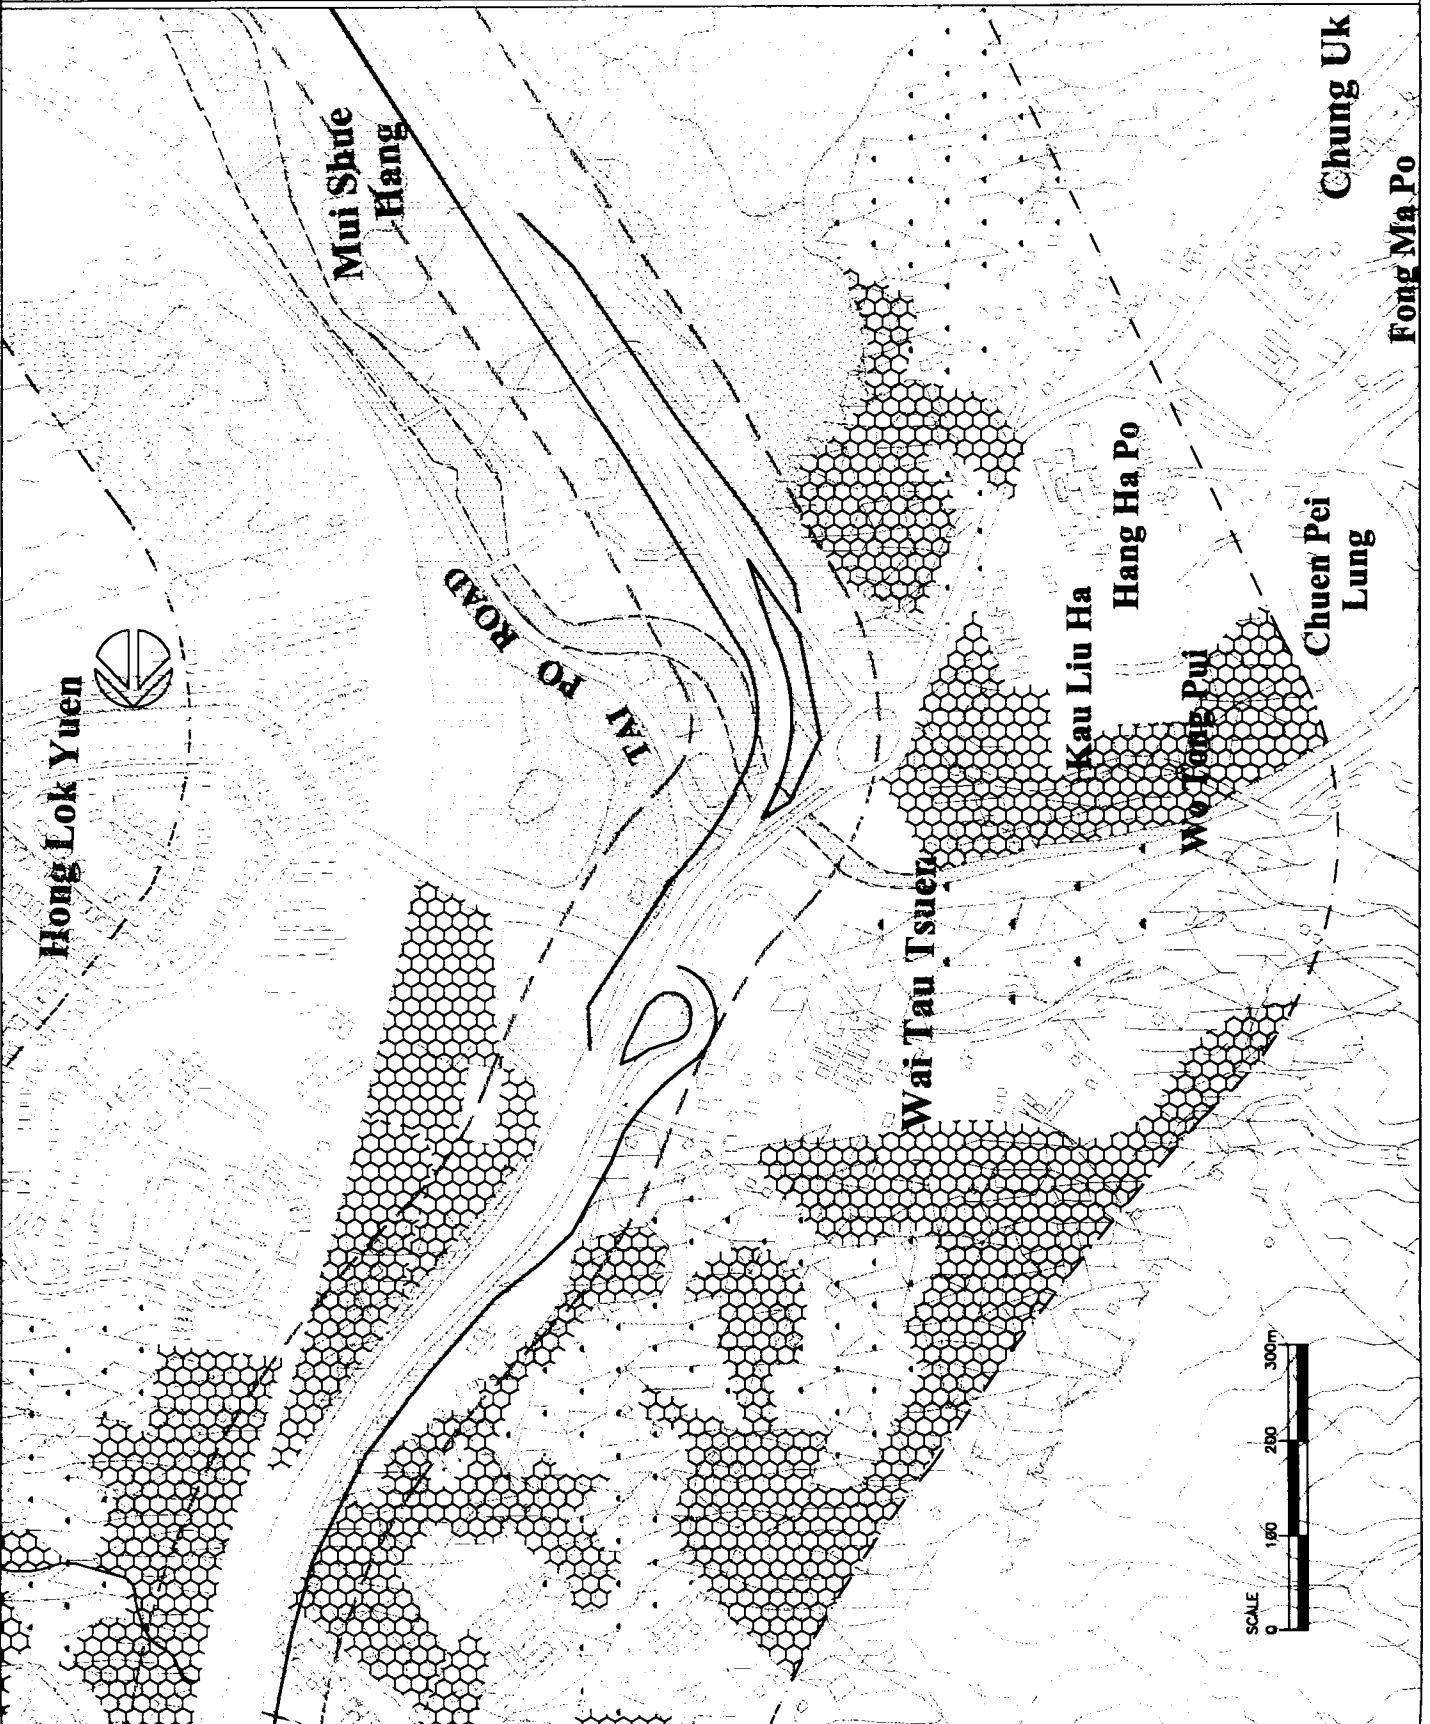 Hong Lok Yuen
Mui Shue
Hang
TAI PO ROAD
Wai Tau Tsuen
Kau Liu Ha
Hang Ha Po
Wo Tong Pui
Chuen Pei
Lung
Chung Uk
Fong Ma Po
SCALE
0 100 200 300m